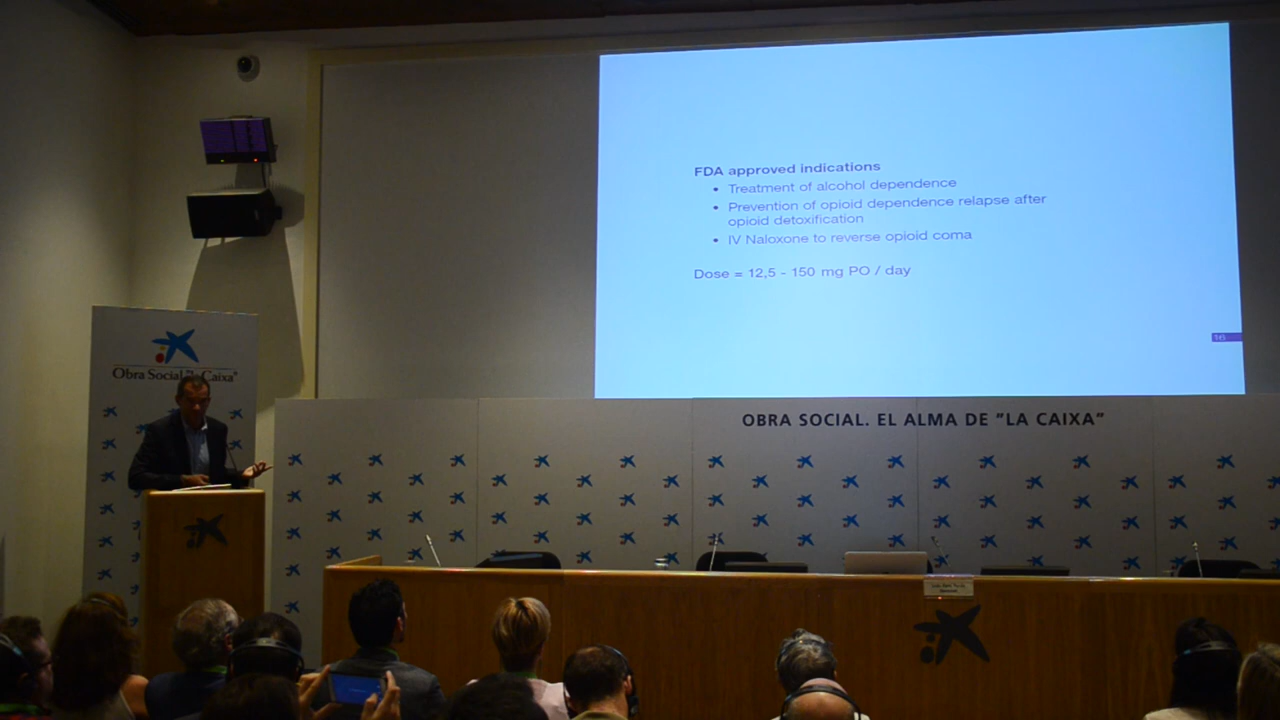 FDA approved indications
• Treatment of alcohol dependence
• Prevention of opioid dependence relapse after
opioid detoxification
• IV Naloxone to reverse opioid coma
Dose = 12,5 - 150 mg PO / day
Obra Social "la Caixa"
OBRA SOCIAL. EL ALMA DE "LA CAIXA"